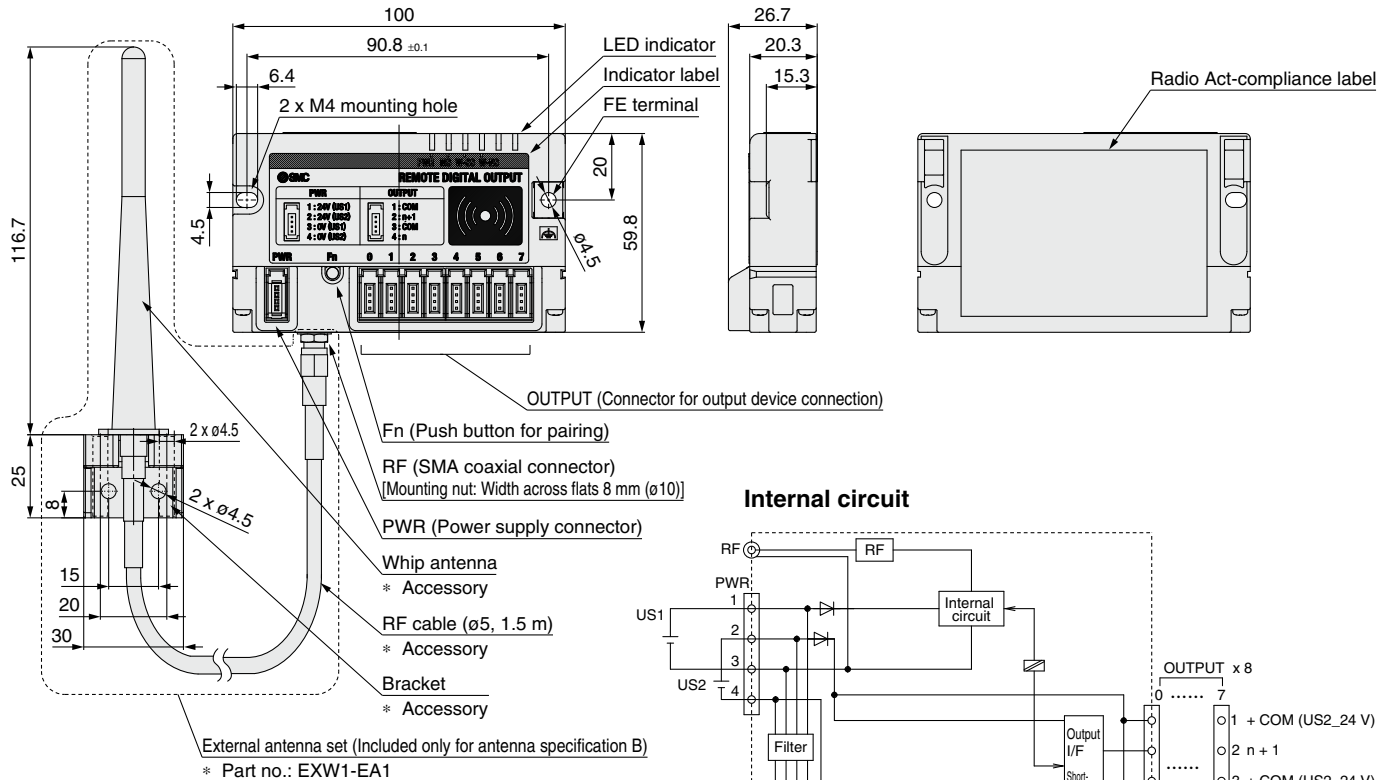 100
90.8 ±0.1
6.4
2 x M4 mounting hole
LED indicator
Indicator label
FE terminal
26.7
20.3
15.3
Radio Act-compliance label
116.7
4.5
20
59.8
ø4.5
SMC
REMOTE DIGITAL OUTPUT
PWR
1 : 24V (US1)
2 : 24V (US2)
3 : 0V (US1)
4 : 0V (US2)
OUTPUT
1 : COM
2 : n+1
3 : COM
4 : n
PWR Fn 0 1 2 3 4 5 6 7
OUTPUT (Connector for output device connection)
Fn (Push button for pairing)
RF (SMA coaxial connector)
[Mounting nut: Width across flats 8 mm (ø10)]
PWR (Power supply connector)
Whip antenna
* Accessory
RF cable (ø5, 1.5 m)
* Accessory
Bracket
* Accessory
External antenna set (Included only for antenna specification B)
* Part no.: EXW1-EA1
2 x ø4.5
25
8
2 x ø4.5
15
20
30
Internal circuit
RF
RF
PWR
1
US1
2
3
US2
4
Internal
circuit
Filter
OUTPUT x 8
0 ...... 7
Output
I/F
Short-
......
1 + COM (US2_24 V)
2 n + 1
3 + COM (US2_24 V)